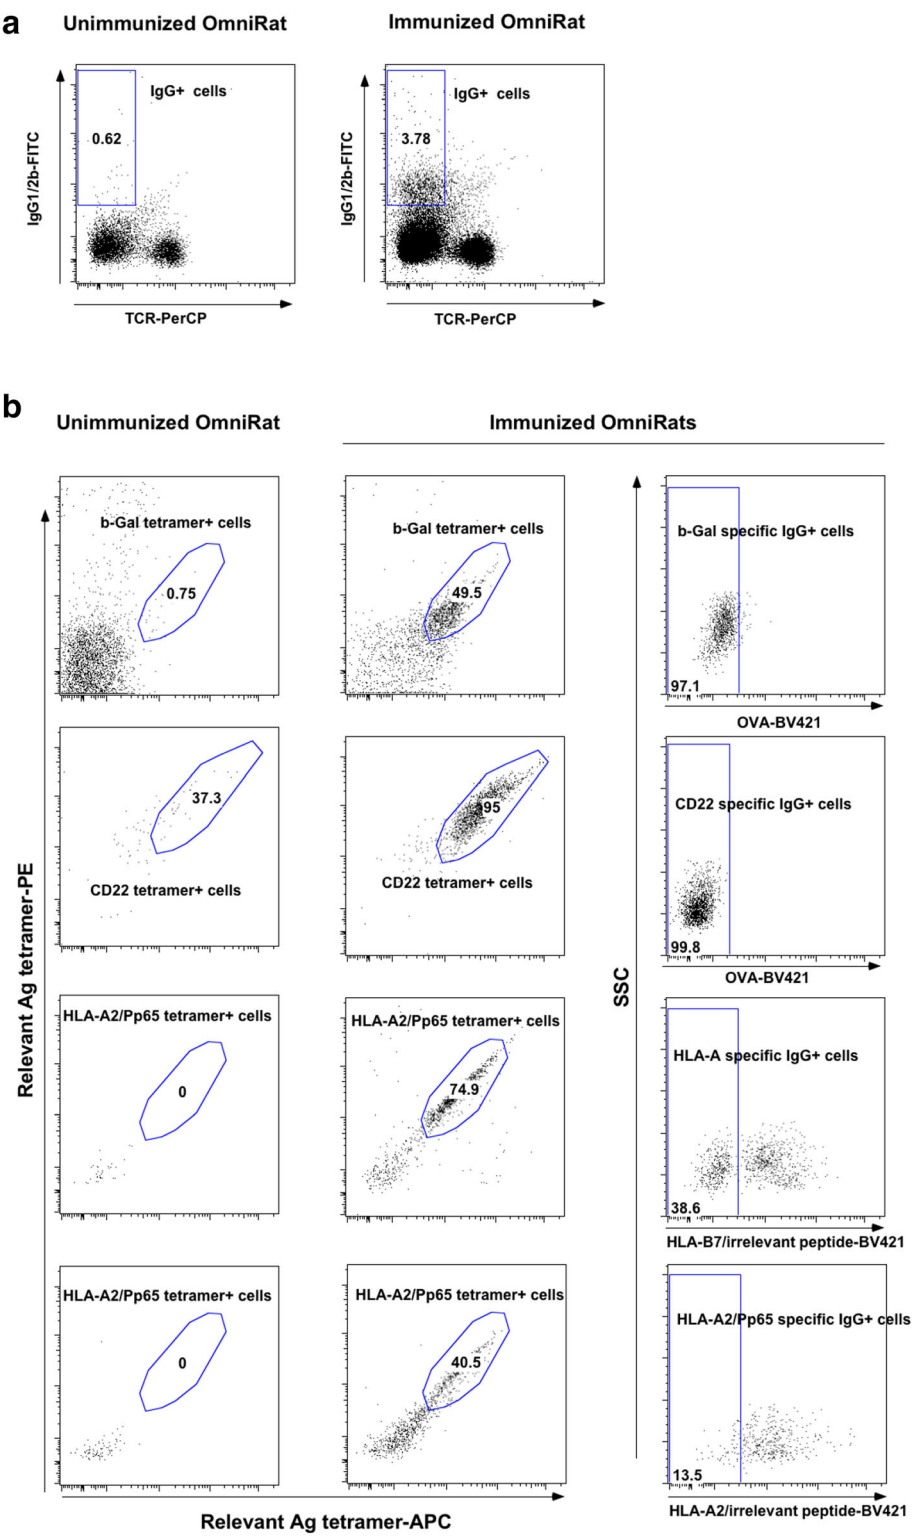 a
Unimmunized OmniRat
Immunized OmniRat
IgG1/2b-FITC
IgG+ cells
0.62
TCR-PerCP
IgG1/2b-FITC
IgG+ cells
3.78
TCR-PerCP
b
Unimmunized OmniRat
Immunized OmniRats
Relevant Ag tetramer-PE
b-Gal tetramer+ cells
0.75
b-Gal tetramer+ cells
49.5
SSC
b-Gal specific IgG+ cells
97.1
OVA-BV421
37.3
CD22 tetramer+ cells
95
CD22 tetramer+ cells
CD22 specific IgG+ cells
99.8
OVA-BV421
HLA-A2/Pp65 tetramer+ cells
0
HLA-A2/Pp65 tetramer+ cells
74.9
HLA-A specific IgG+ cells
38.6
HLA-B7/irrelevant peptide-BV421
HLA-A2/Pp65 tetramer+ cells
0
HLA-A2/Pp65 tetramer+ cells
40.5
HLA-A2/Pp65 specific IgG+ cells
13.5
HLA-A2/irrelevant peptide-BV421
Relevant Ag tetramer-APC